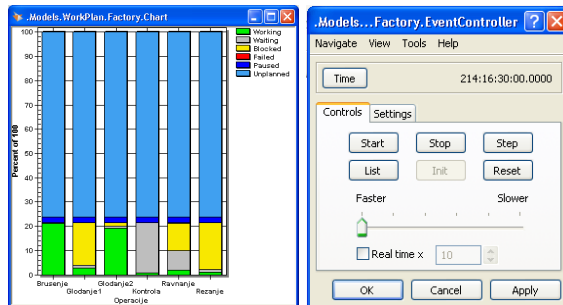 .Models.WorkPlan.Factory.Chart
100
90
80
70
60
50
40
30
20
10
0
Percent of 100
Brusenje
Glodanje1
Glodanje2
Kontrola
Ravnanje
Rezanje
Operacije
Working
Waiting
Blocked
Failed
Paused
Unplanned
.Models...Factory.EventController
Navigate View Tools Help
Time 214:16:30:00.0000
Controls Settings
Start Stop Step
List Init Reset
Faster Slower
Real time x 10
OK Cancel Apply